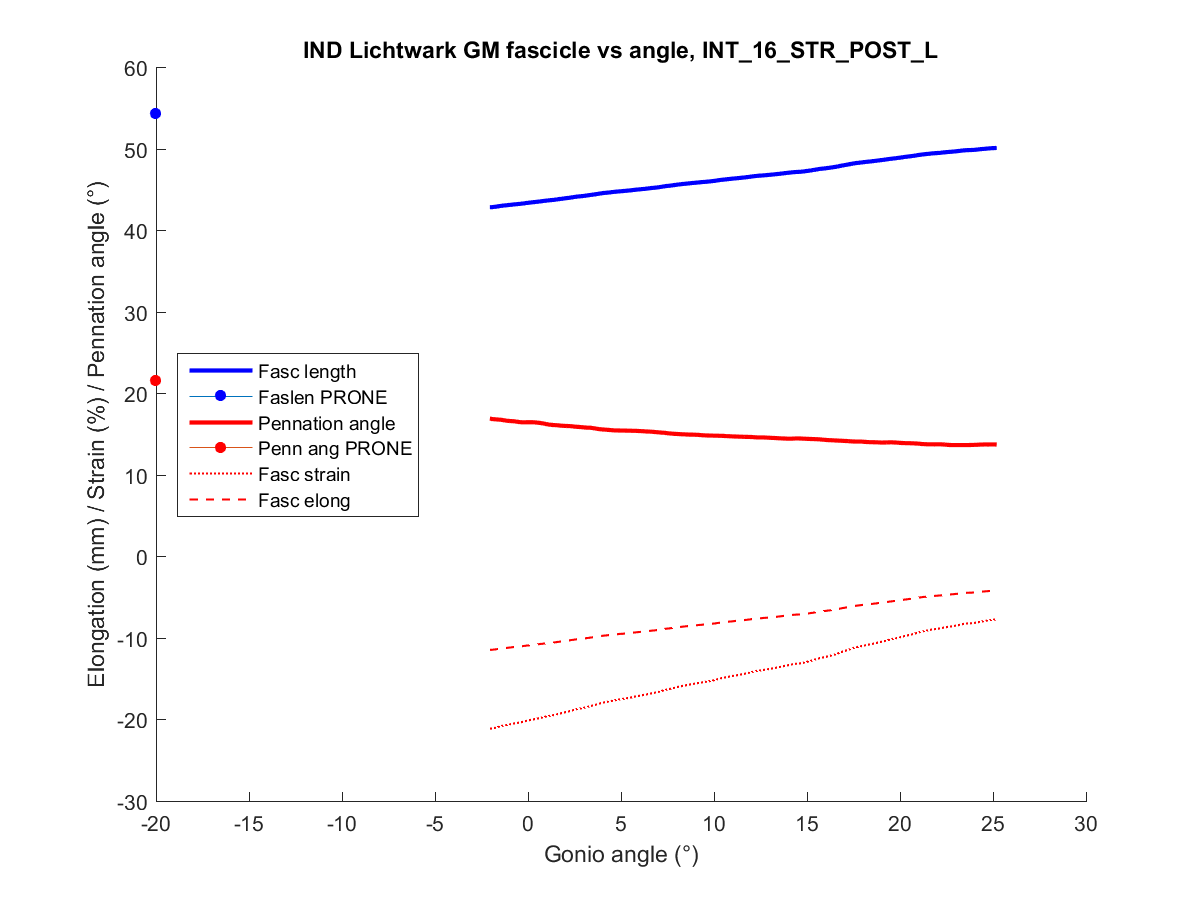 IND Lichtwark GM fascicle vs angle, INT_16_STR_POST_L
Elongation (mm) / Strain (%) / Pennation angle (°)
60
50
40
30
20
10
0
-10
-20
-30
Fasc length
Faslen PRONE
Pennation angle
Penn ang PRONE
Fasc strain
Fasc elong
-20 -15 -10 -5 0 5 10 15 20 25 30
Gonio angle (°)